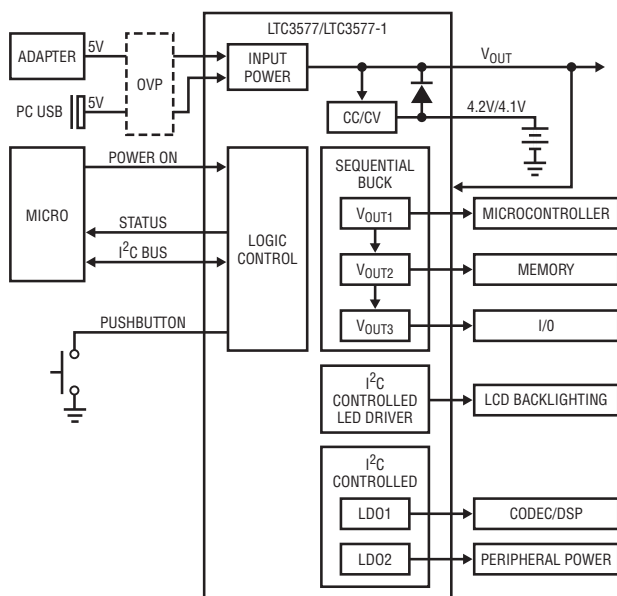 LTC3577/LTC3577-1
ADAPTER
5V
OVP
INPUT
POWER
VOUT
PC USB
5V
CC/CV
4.2V/4.1V
MICRO
POWER ON
STATUS
I2C BUS
LOGIC
CONTROL
PUSHBUTTON
SEQUENTIAL
BUCK
VOUT1
MICROCONTROLLER
VOUT2
MEMORY
VOUT3
I/0
I2C
CONTROLLED
LED DRIVER
LCD BACKLIGHTING
I2C
CONTROLLED
LDO1
CODEC/DSP
LDO2
PERIPHERAL POWER